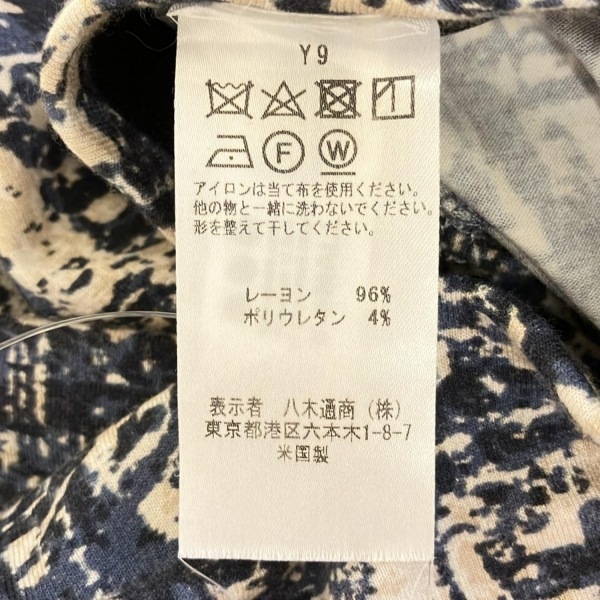 Y9
F W
アイロンは当て布を使用ください。
他の物と一緒に洗わないでください。
形を整えて干してください。
レーヨン 96%
ポリウレタン 4%
表示者 八木通商(株)
東京都港区六本木1-8-7
米国製